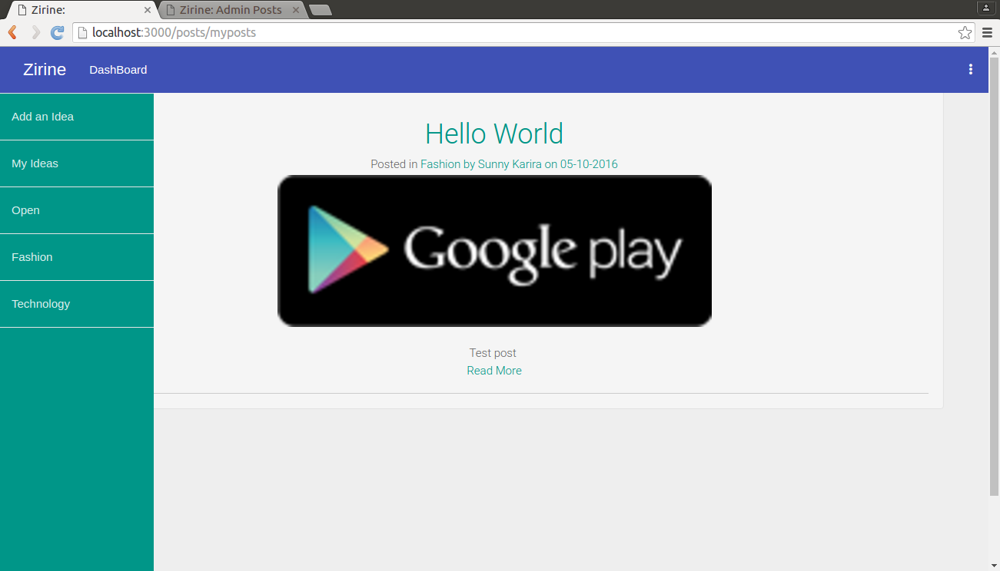 Zirine:
Zirine: Admin Posts
localhost:3000/posts/myposts
Zirine DashBoard
Add an Idea
My Ideas
Open
Fashion
Technology
Hello World
Posted in Fashion by Sunny Karira on 05-10-2016
Google play
Test post
Read More